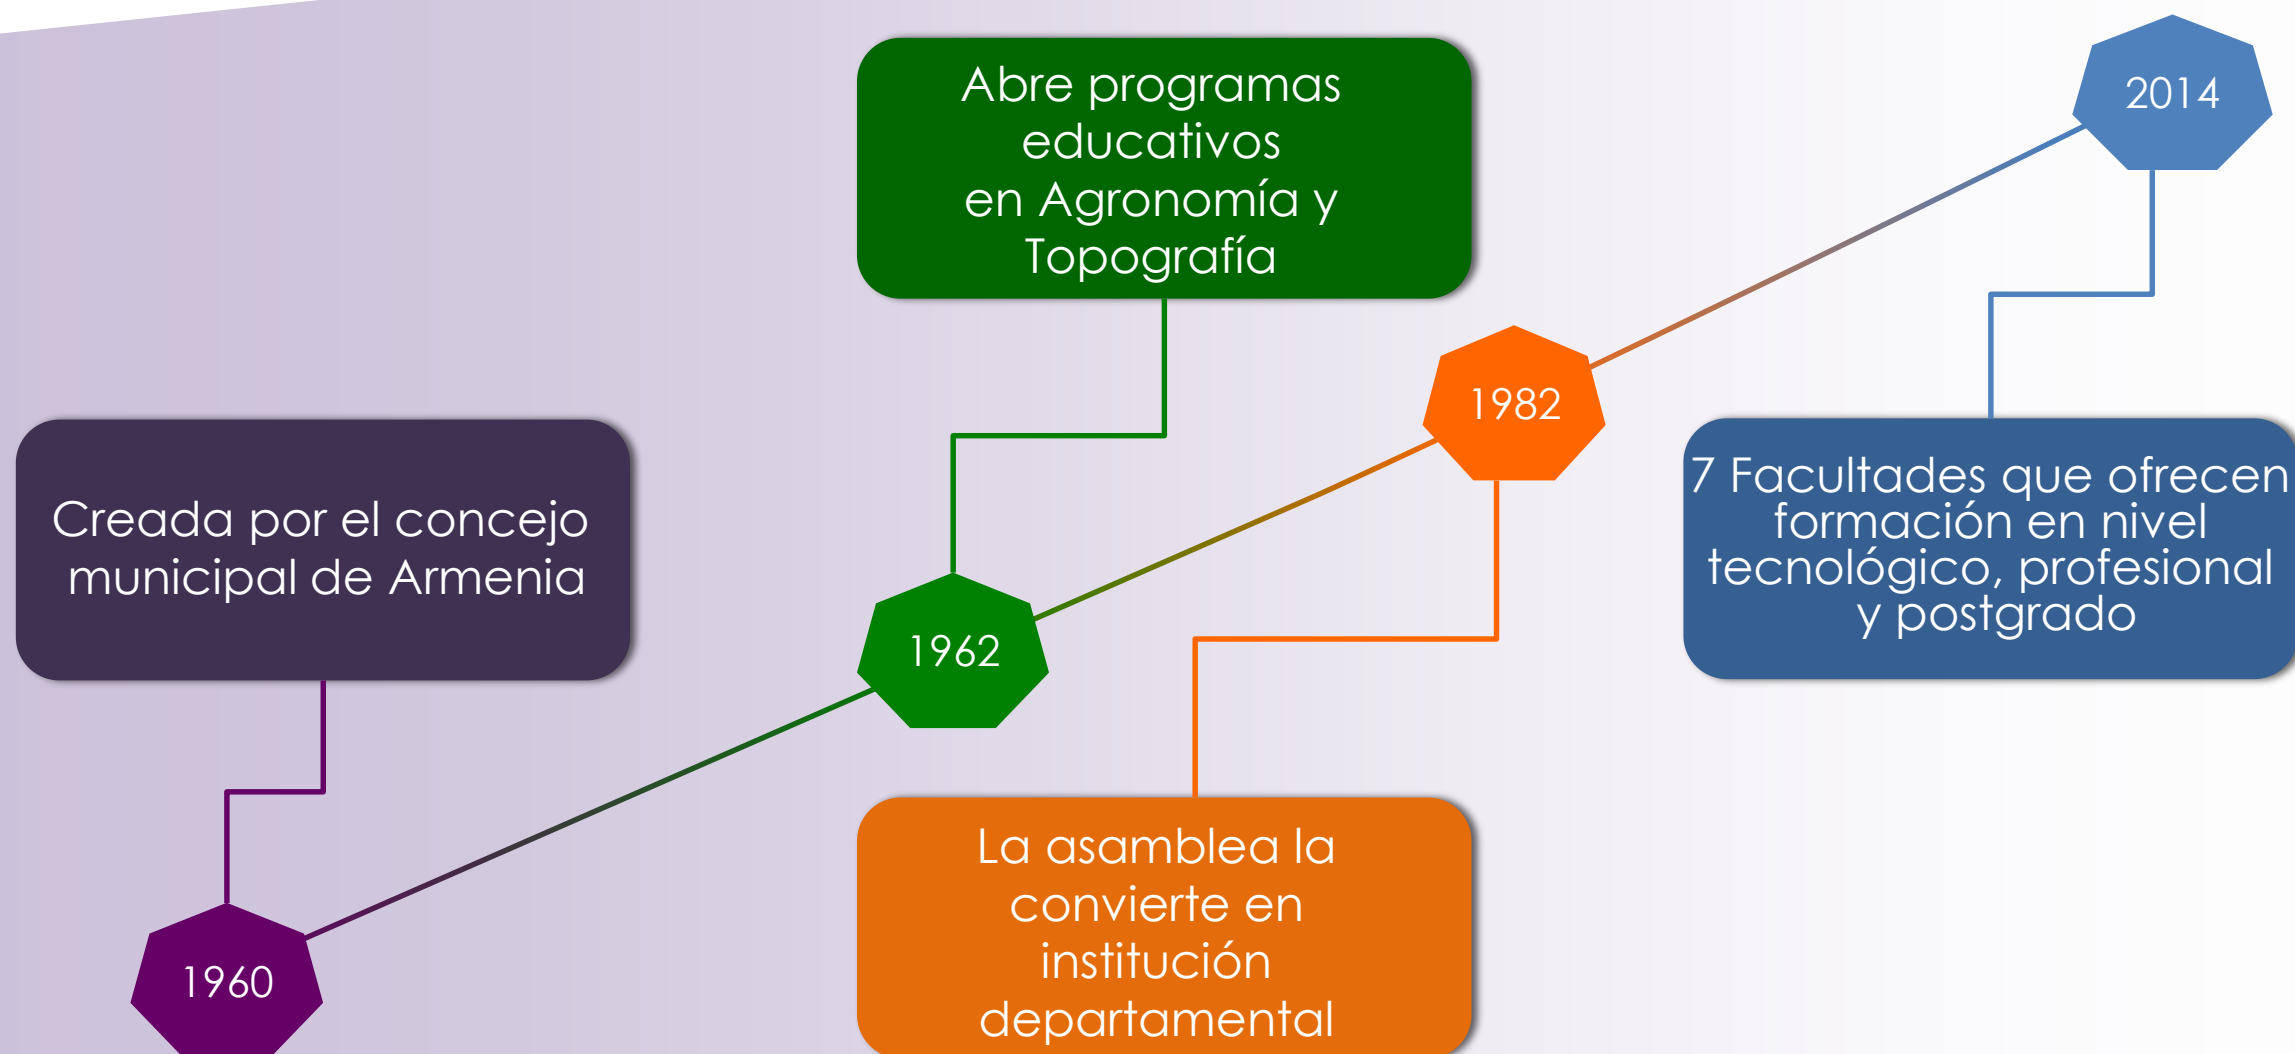 1960
Creada por el concejo
municipal de Armenia
1962
Abre programas
educativos
en Agronomía y
Topografía
1982
La asamblea la
convierte en
institución
departamental
2014
7 Facultades que ofrecen
formación en nivel
tecnológico, profesional
y postgrado